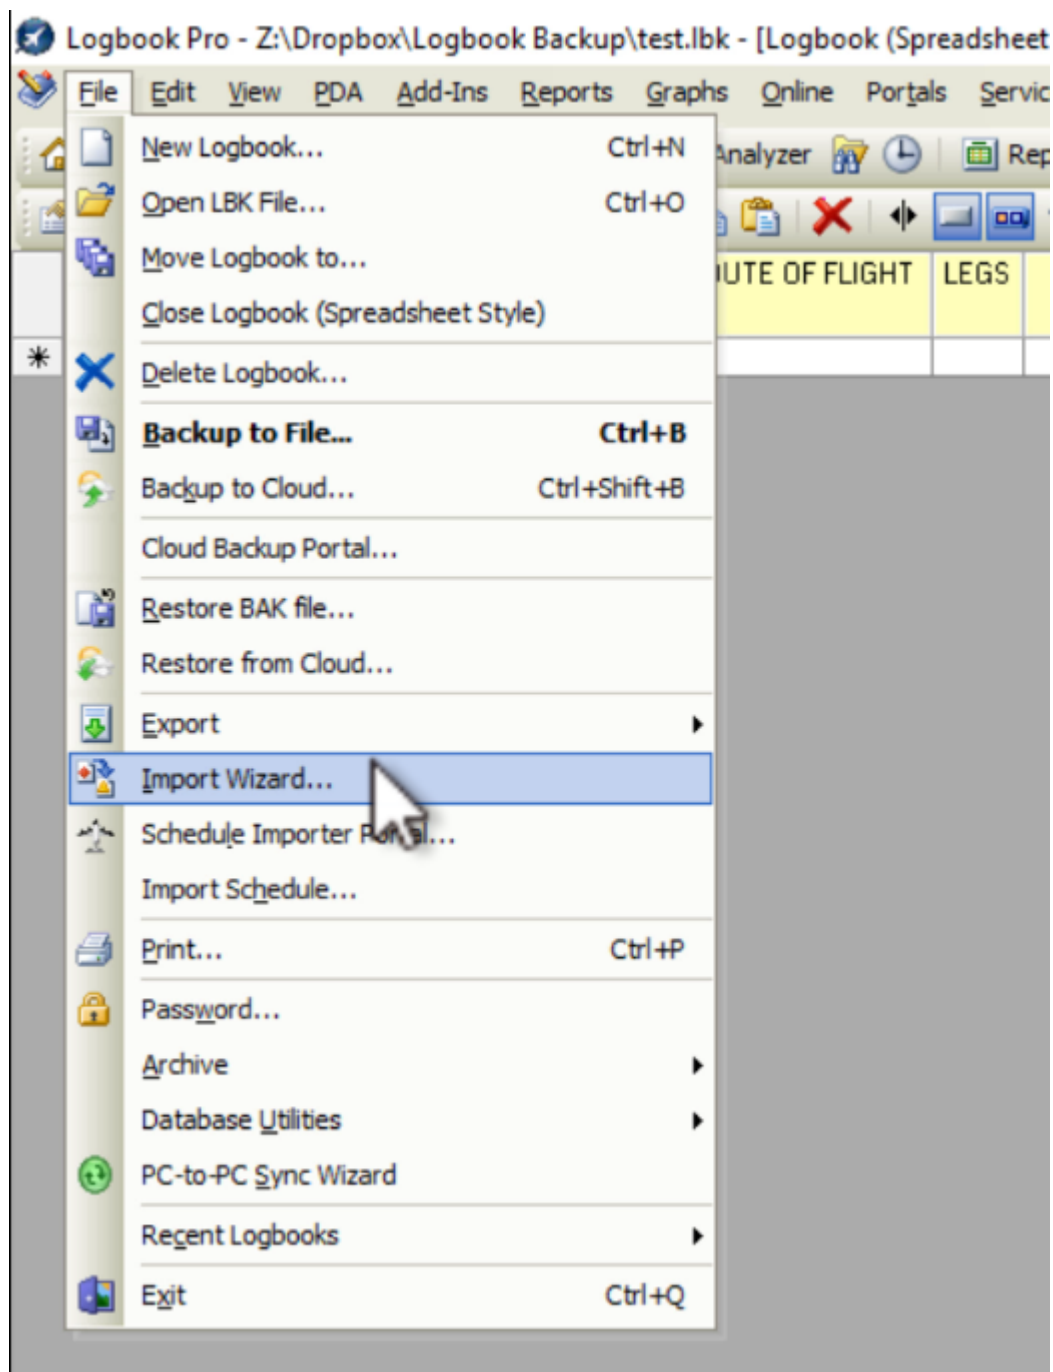 Logbook Pro - Z:\Dropbox\Logbook Backup\test.lbk - [Logbook (Spreadsheet
File Edit View PDA Add-Ins Reports Graphs Online Portals Servic
New Logbook... Ctrl+N
Analyzer Rep
Open LBK File... Ctrl+O
Move Logbook to...
OUTE OF FLIGHT LEGS
Close Logbook (Spreadsheet Style)
Delete Logbook...
Backup to File... Ctrl+B
Backup to Cloud... Ctrl+Shift+B
Cloud Backup Portal...
Restore BAK file...
Restore from Cloud...
Export
Import Wizard...
Schedule Importer Portal...
Import Schedule...
Print... Ctrl+P
Password...
Archive
Database Utilities
PC-to-PC Sync Wizard
Recent Logbooks
Exit Ctrl+Q